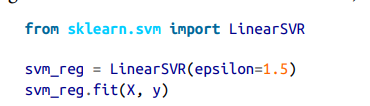 from sklearn.svm import LinearSVR
svm_reg = LinearSVR(epsilon=1.5)
svm_reg.fit(X, y)